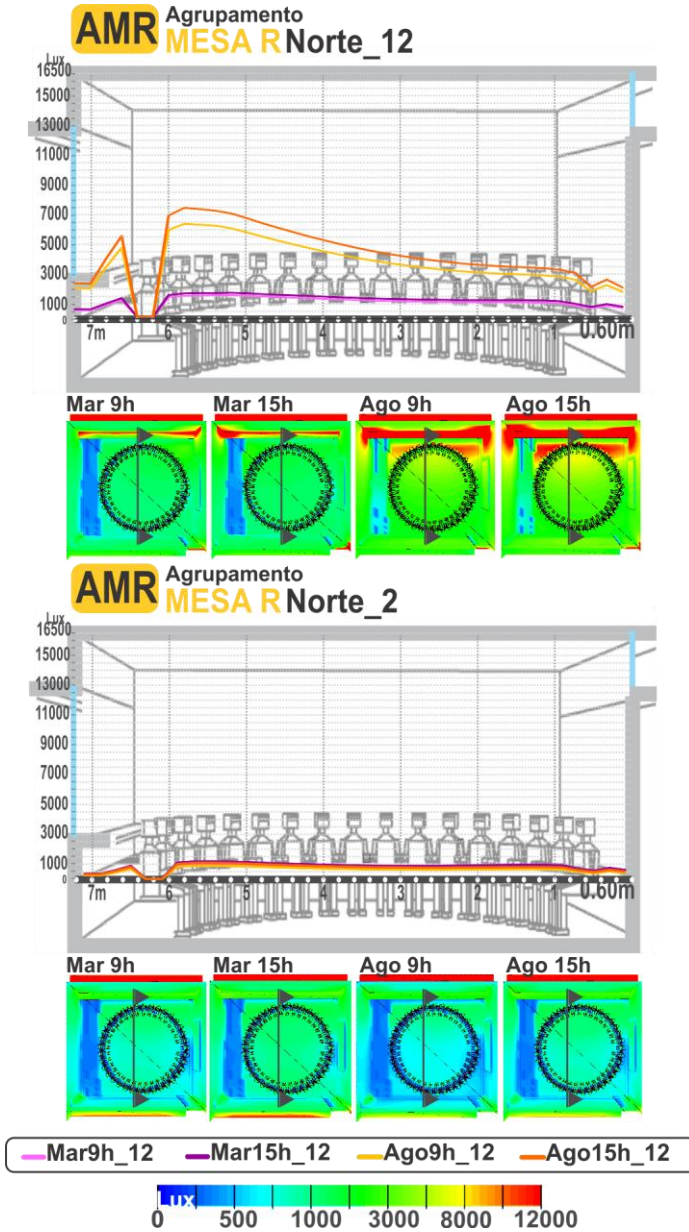 AMR Agrupamento
MESA R Norte_12
Lux
16500
15000
13000
11000
9000
7000
5000
3000
1000
0
7m 6 5 4 3 2 1 0.60m
Mar 9h Mar 15h Ago 9h Ago 15h
AMR Agrupamento
MESA R Norte_2
Lux
16500
15000
13000
11000
9000
7000
5000
3000
1000
0
7m 6 5 4 3 2 1 0.60m
Mar 9h Mar 15h Ago 9h Ago 15h
Mar9h_12 Mar15h_12 Ago9h_12 Ago15h_12
Lux
0 500 1000 3000 8000 12000